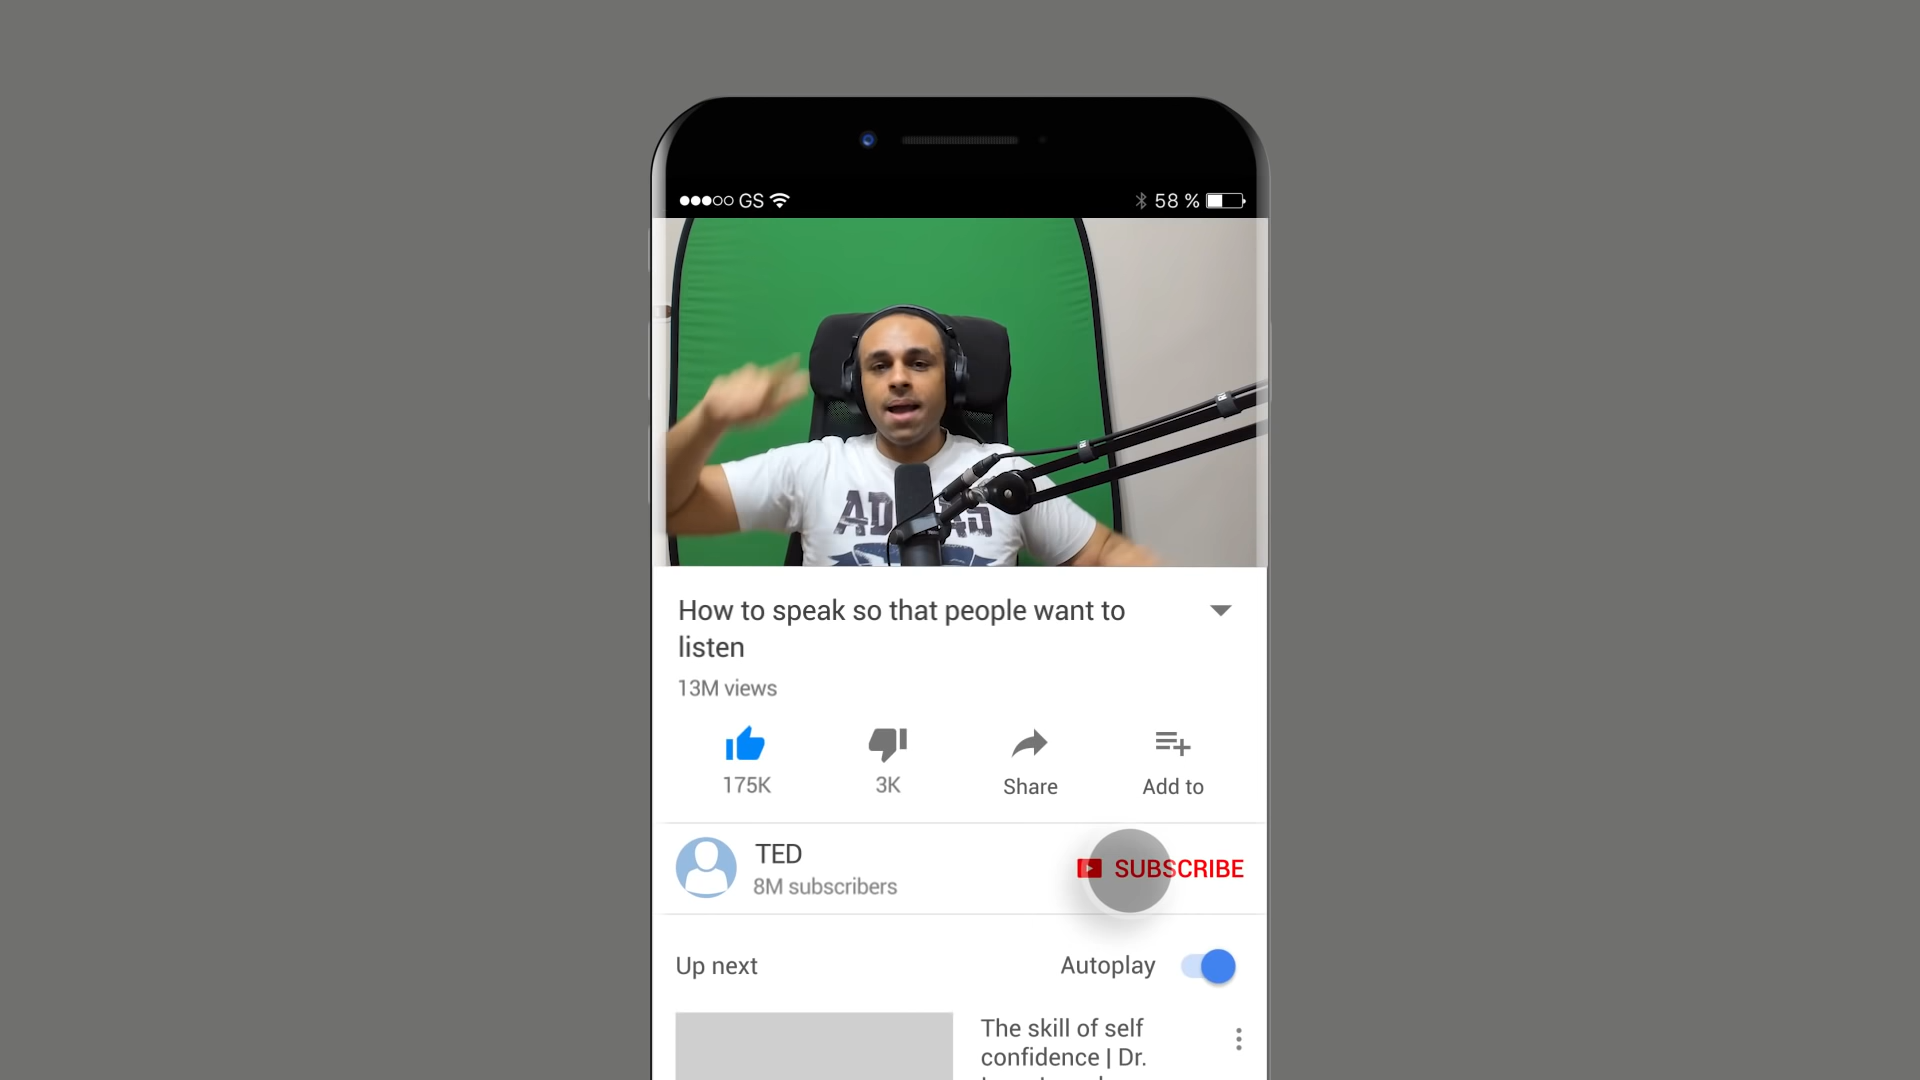 GS
58 %
How to speak so that people want to
listen
13M views
175K
3K
Share
Add to
TED
8M subscribers
SUBSCRIBE
Up next
Autoplay
The skill of self
confidence | Dr.